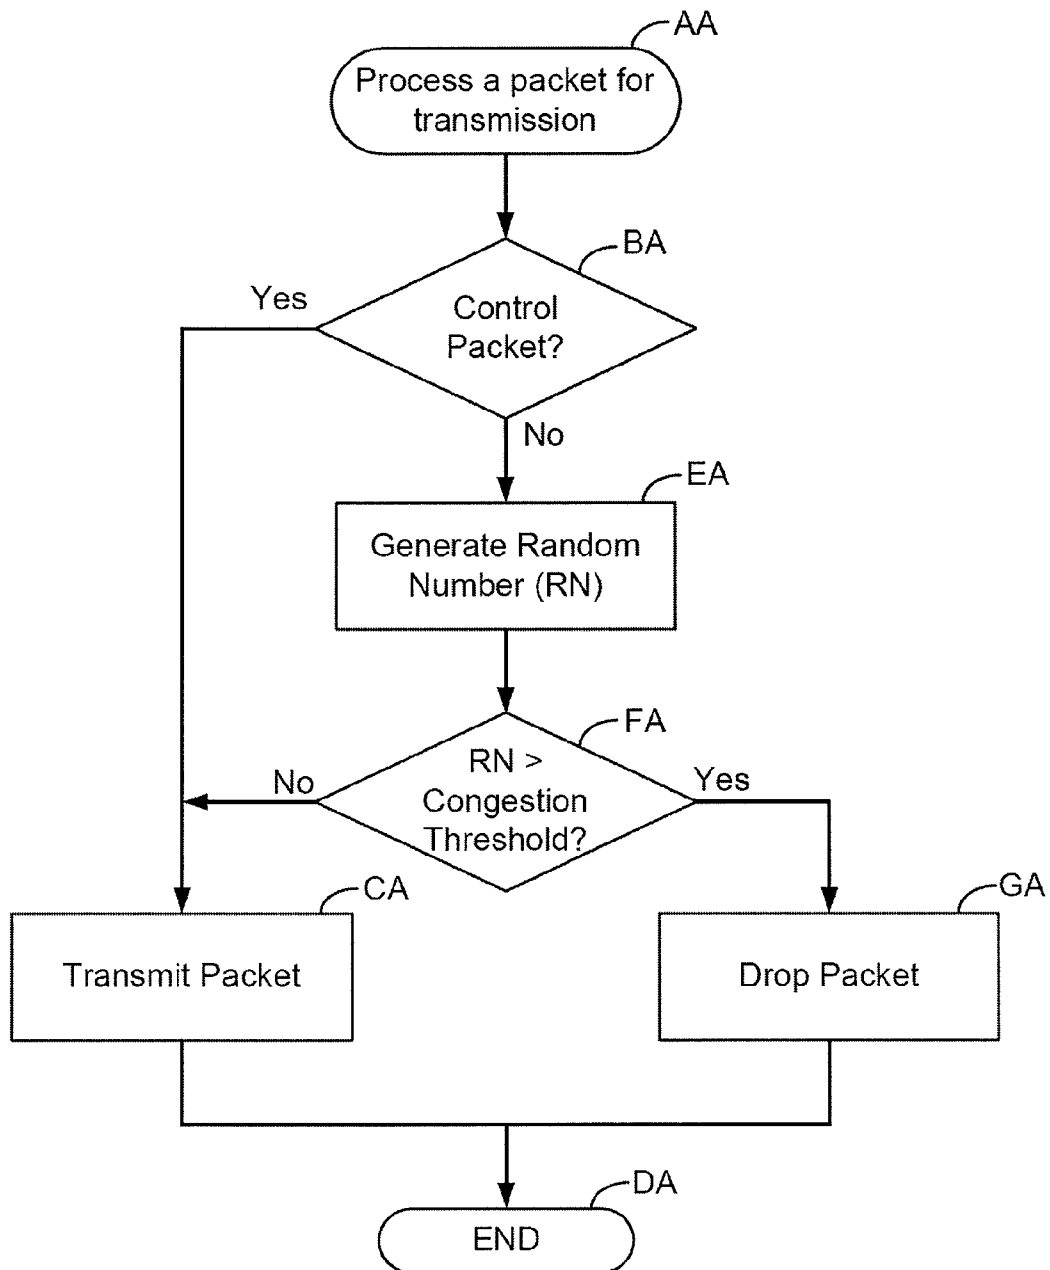 AA
Process a packet for
transmission
BA
Yes
Control
Packet?
No
EA
Generate Random
Number (RN)
FA
RN >
Congestion
Threshold?
No
Yes
CA
GA
Transmit Packet
Drop Packet
DA
END